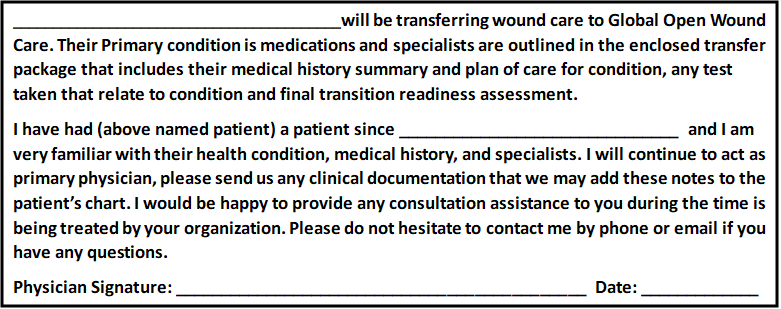 ____________________________________will be transferring wound care to Global Open Wound
Care. Their Primary condition is medications and specialists are outlined in the enclosed transfer
package that includes their medical history summary and plan of care for condition, any test
taken that relate to condition and final transition readiness assessment.
I have had (above named patient) a patient since _______________________________ and I am
very familiar with their health condition, medical history, and specialists. I will continue to act as
primary physician, please send us any clinical documentation that we may add these notes to the
patient’s chart. I would be happy to provide any consultation assistance to you during the time is
being treated by your organization. Please do not hesitate to contact me by phone or email if you
have any questions.
Physician Signature: ______________________________________________ Date: _____________